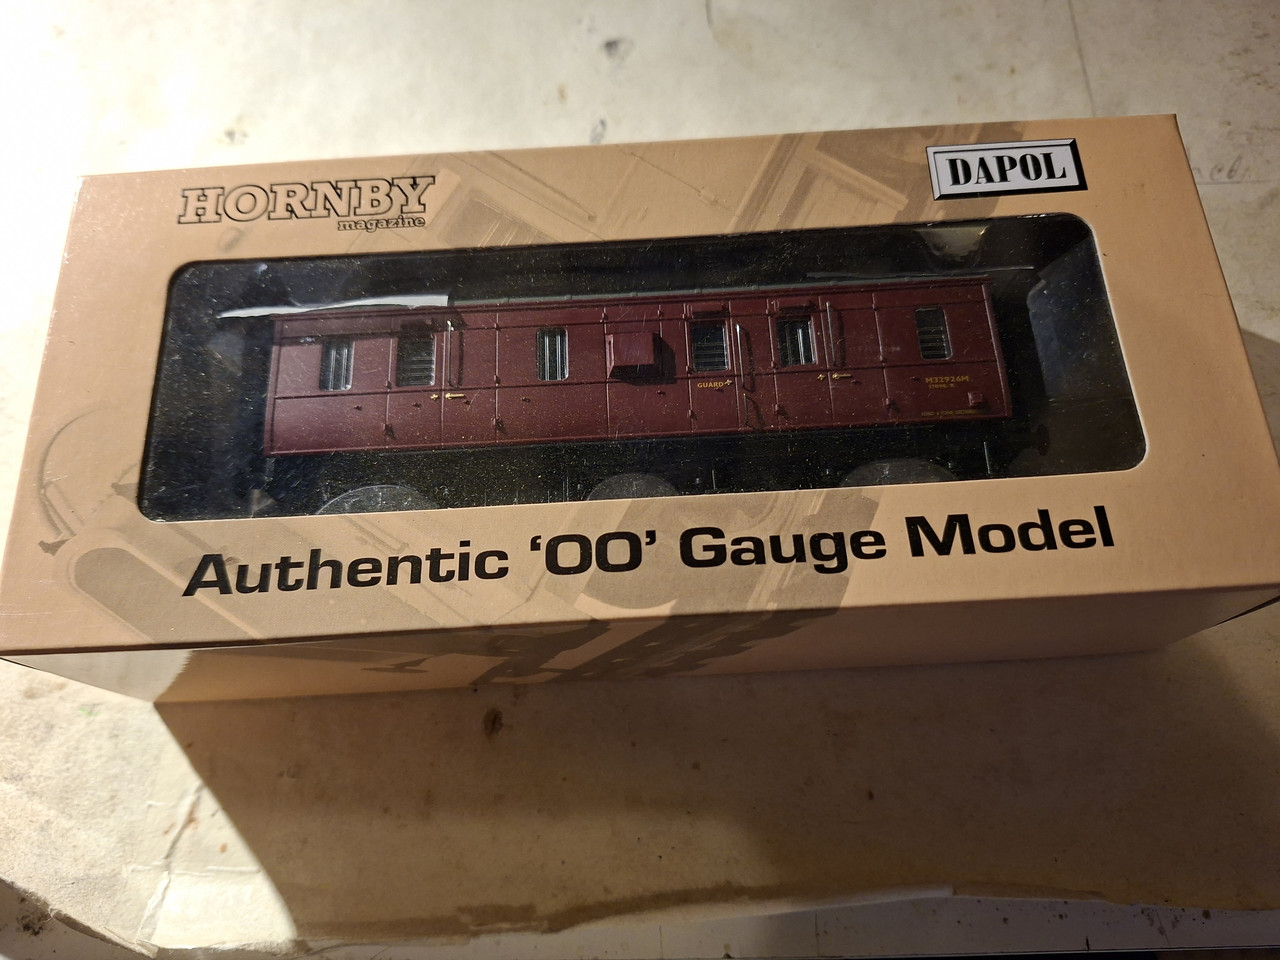 HORNBY
magazine
DAPOL
GUARD
M32926M
Authentic ‘OO’ Gauge Model